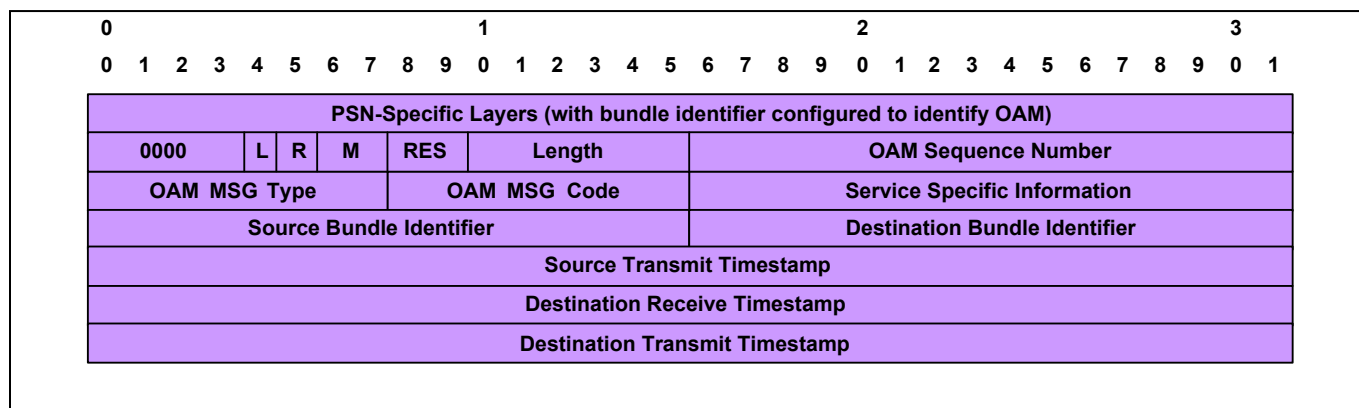 0 1 2 3
0 1 2 3 4 5 6 7 8 9 0 1 2 3 4 5 6 7 8 9 0 1 2 3 4 5 6 7 8 9 0 1
PSN-Specific Layers (with bundle identifier configured to identify OAM)
0000 L R M RES Length OAM Sequence Number
OAM MSG Type OAM MSG Code Service Specific Information
Source Bundle Identifier Destination Bundle Identifier
Source Transmit Timestamp
Destination Receive Timestamp
Destination Transmit Timestamp